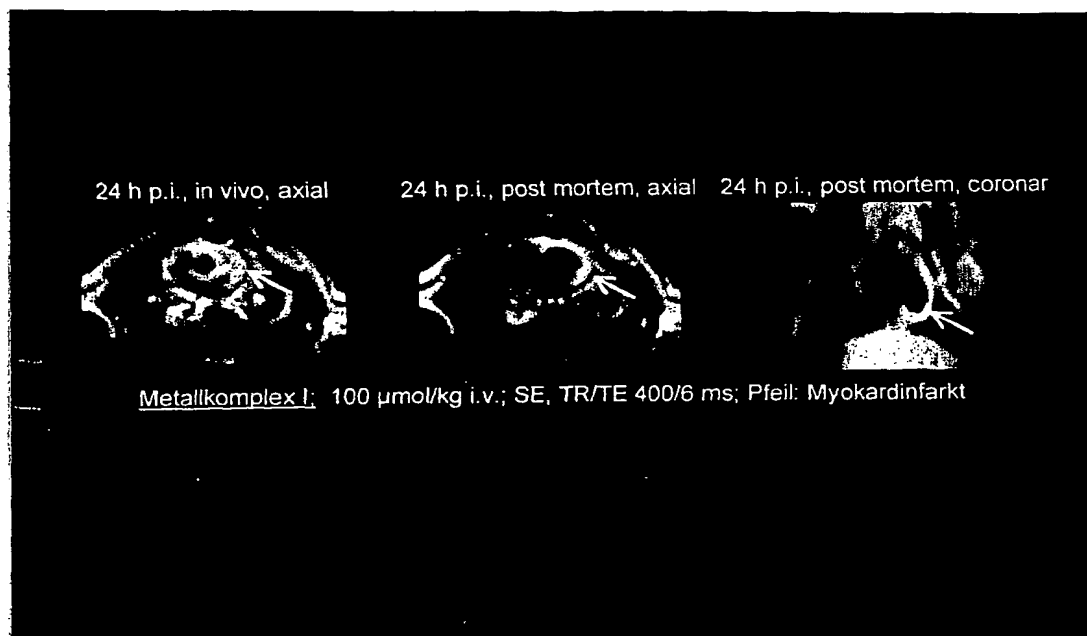 24 h p.i., in vivo, axial
24 h p.i., post mortem, axial
24 h p.i., post mortem, coronar
Metallkomplex I: 100 µmol/kg i.v.; SE, TR/TE 400/6 ms; Pfeil: Myokardinfarkt